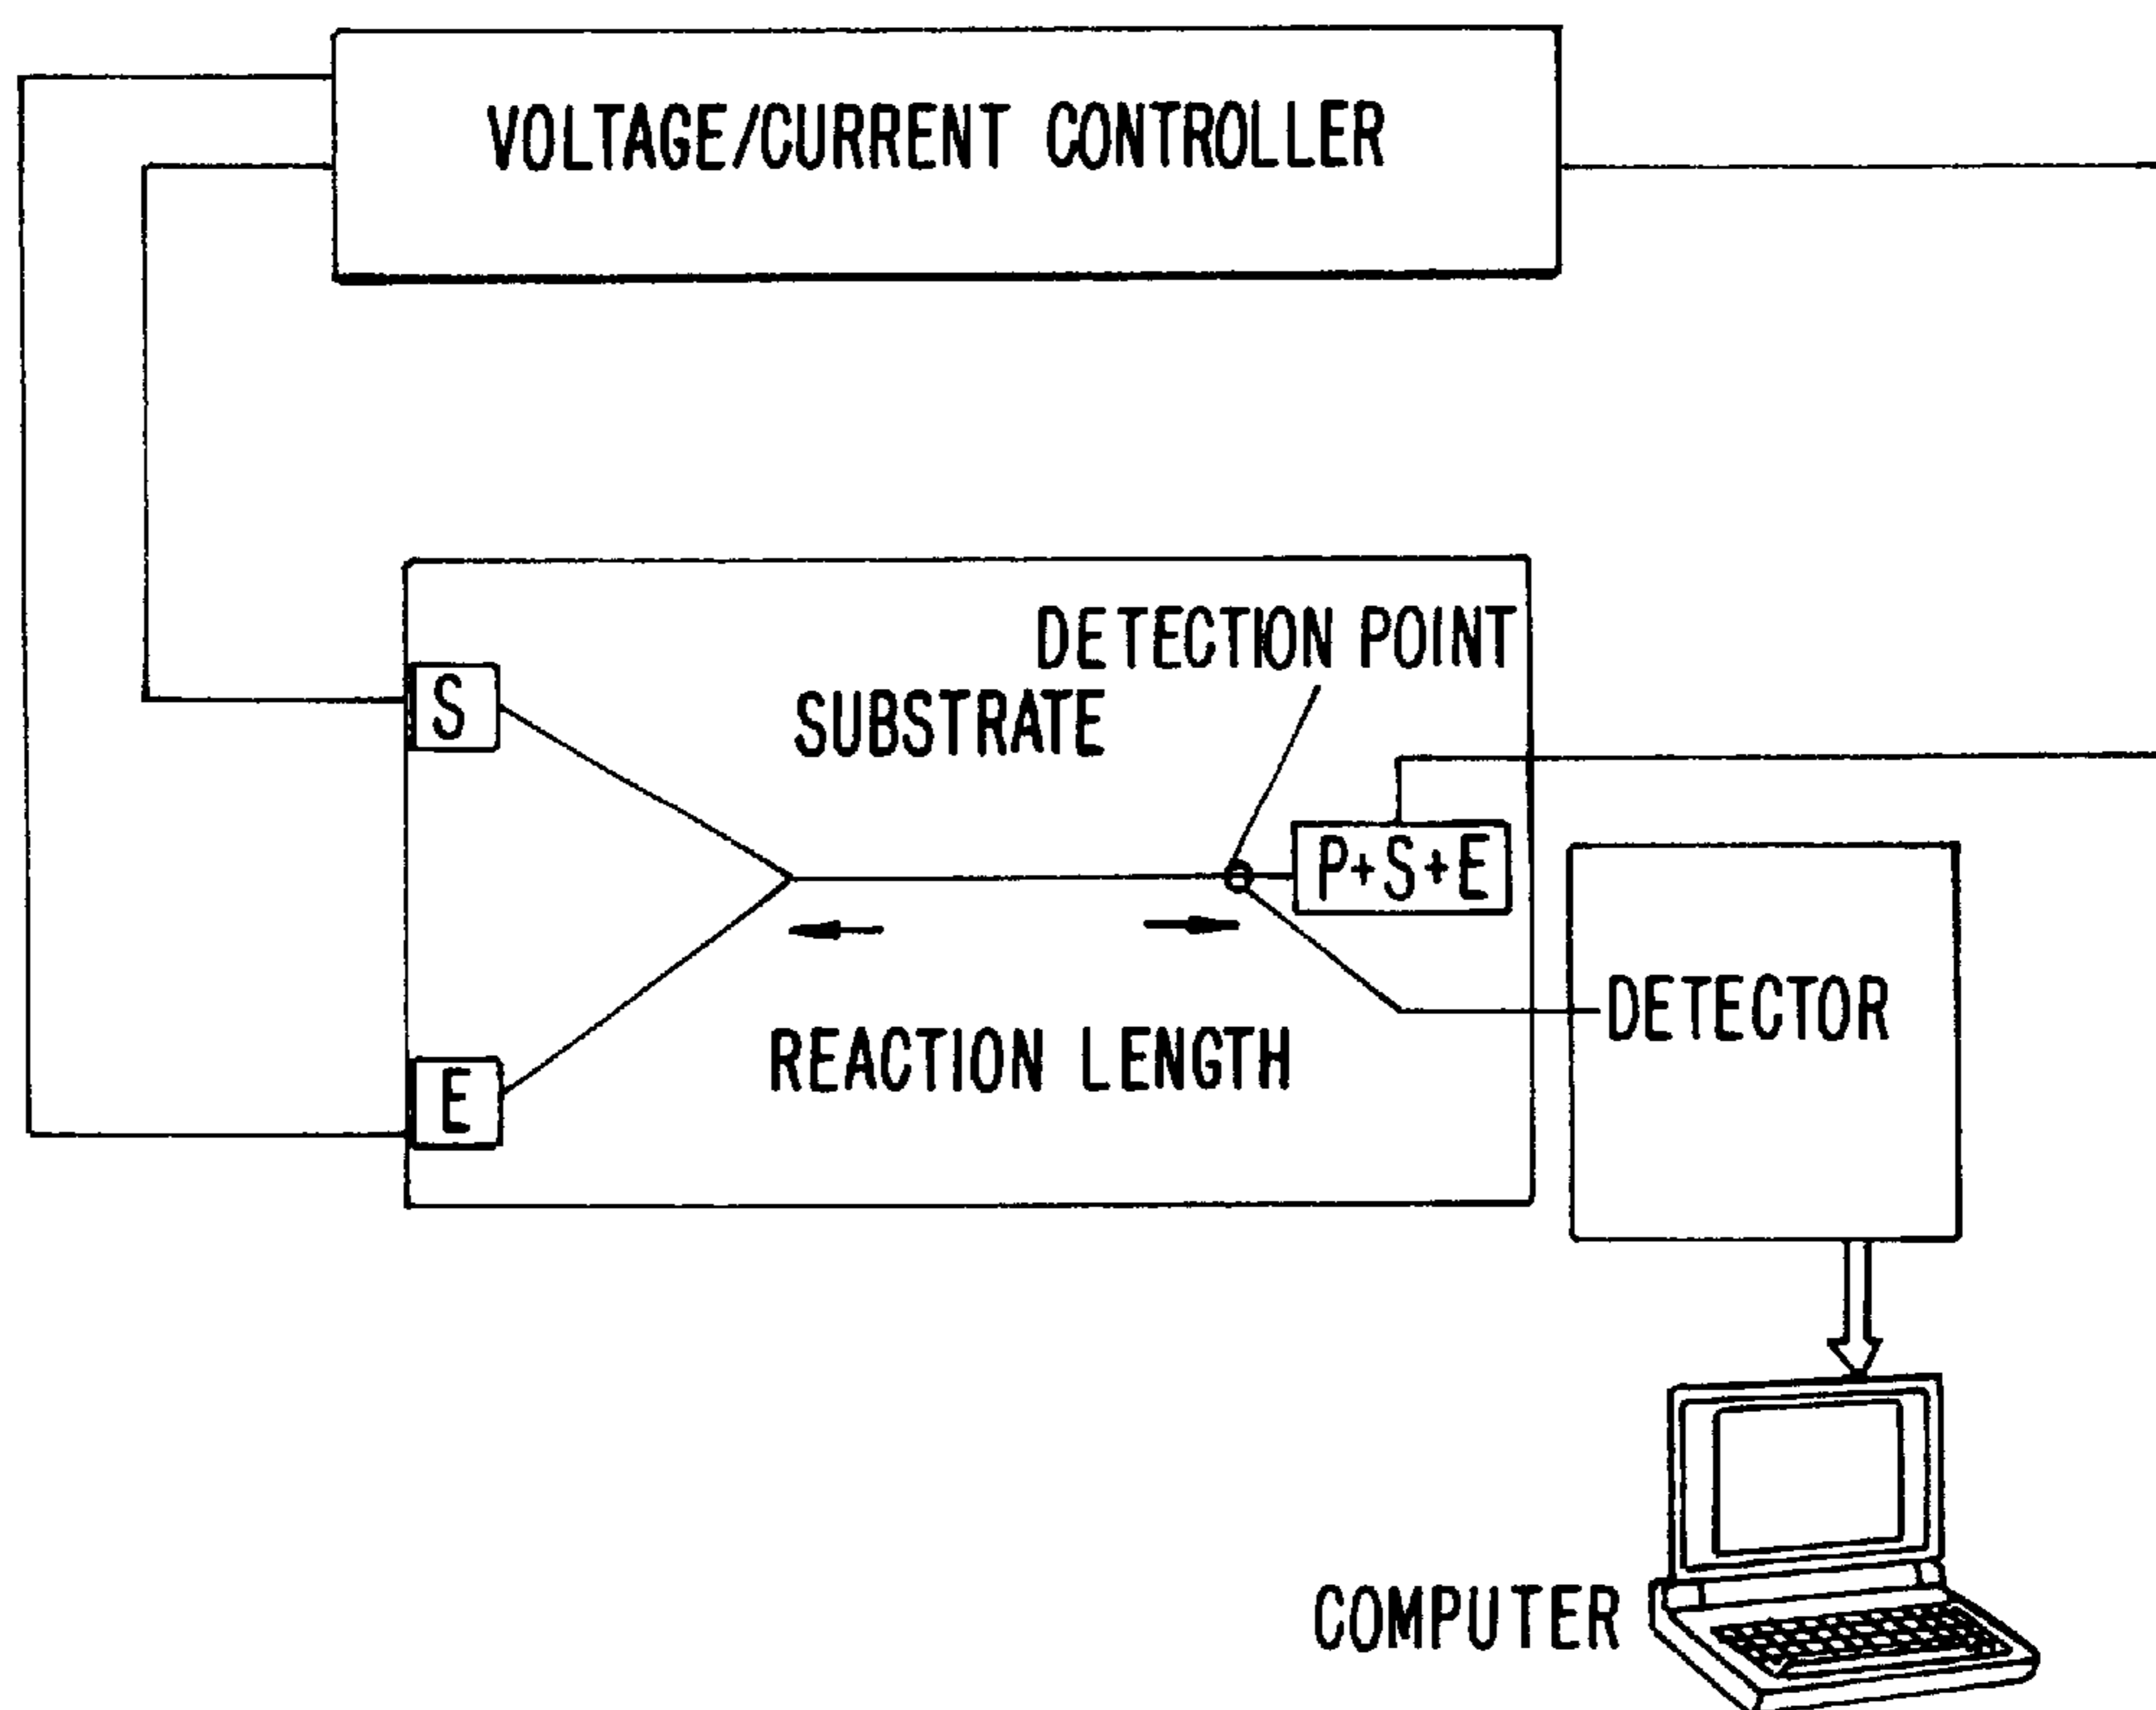 VOLTAGE/CURRENT CONTROLLER
DETECTION POINT
S
SUBSTRATE
P+S+E
DETECTOR
REACTION LENGTH
E
COMPUTER